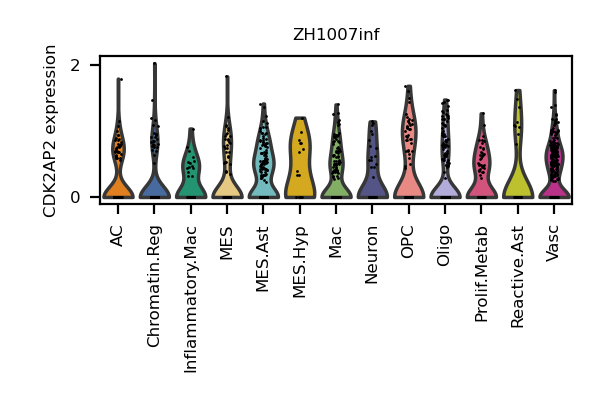 ZH1007inf
CDK2AP2 expression
2
0
AC
Chromatin.Reg
Inflammatory.Mac
MES
MES.Ast
MES.Hyp
Mac
Neuron
OPC
Oligo
Prolif.Metab
Reactive.Ast
Vasc